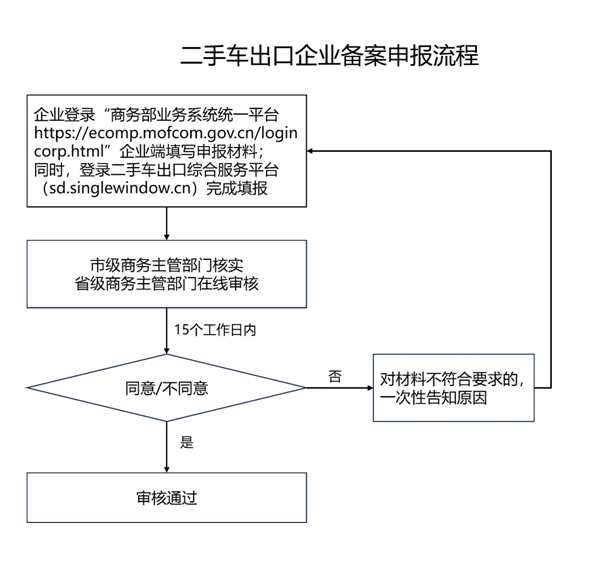 二手车出口企业备案申报流程
企业登录“商务部业务系统统一平台
https://ecomp.mofcom.gov.cn/login
corp.html”企业端填写申报材料；
同时，登录二手车出口综合服务平台
（sd.singlewindow.cn）完成填报
市级商务主管部门核实
省级商务主管部门在线审核
15个工作日内
同意/不同意
否
对材料不符合要求的，
一次性告知原因
是
审核通过